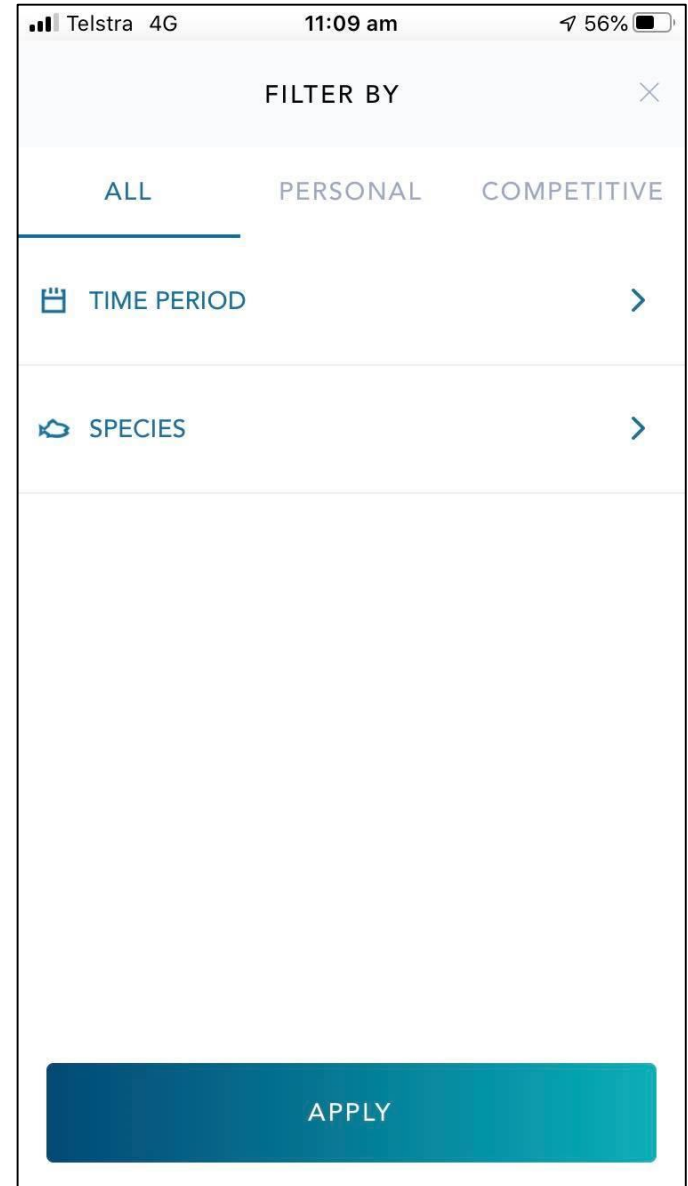 Telstra 4G 11:09 am 56%
FILTER BY
ALL PERSONAL COMPETITIVE
TIME PERIOD
SPECIES
APPLY